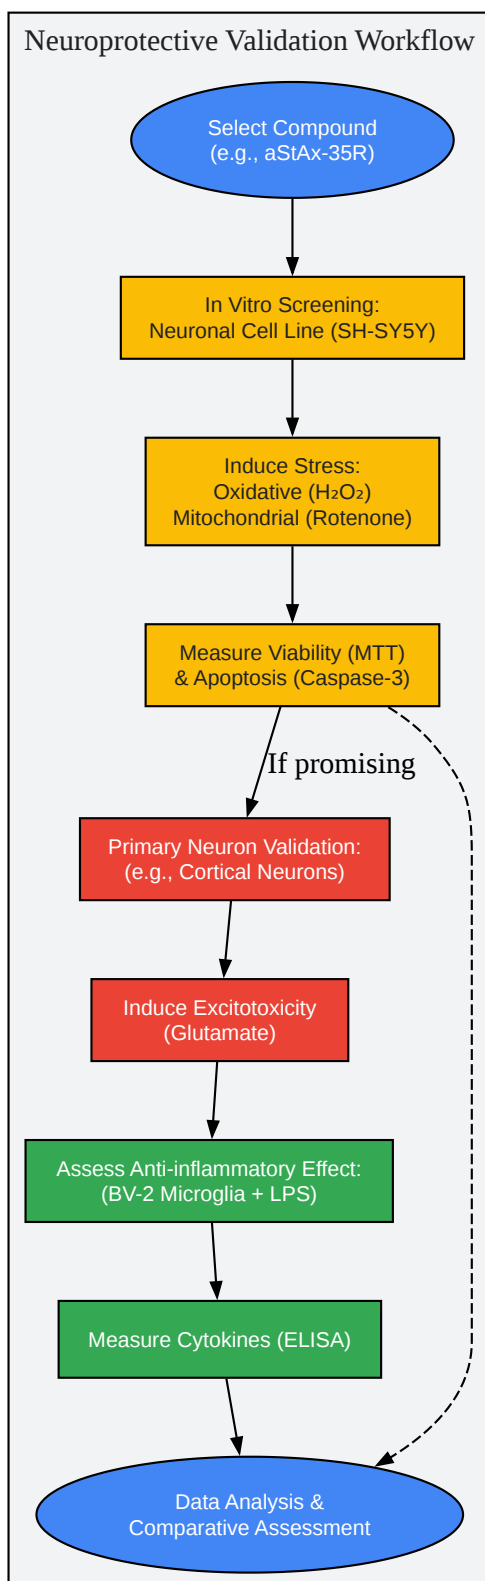 Neuroprotective Validation Workflow
Select Compound
(e.g., aStAx-35R)
In Vitro Screening:
Neuronal Cell Line (SH-SY5Y)
Induce Stress:
Oxidative (H₂O₂)
Mitochondrial (Rotenone)
Measure Viability (MTT)
& Apoptosis (Caspase-3)
If promising
Primary Neuron Validation:
(e.g., Cortical Neurons)
Induce Excitotoxicity
(Glutamate)
Assess Anti-inflammatory Effect:
(BV-2 Microglia + LPS)
Measure Cytokines (ELISA)
Data Analysis &
Comparative Assessment